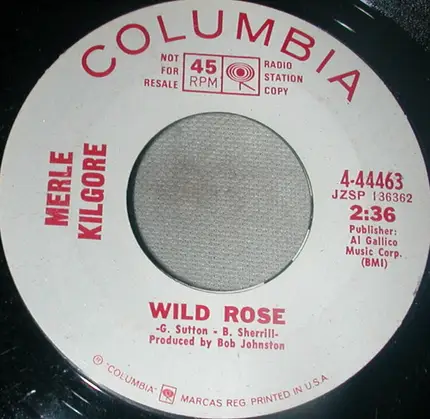 COLUMBIA
NOT
FOR
RESALE
45
RPM
RADIO
STATION
COPY
MERLE
KILGORE
4-44463
JZSP 136362
2:36
Publisher:
Al Gallico
Music Corp.
(BMI)
WILD ROSE
-G. Sutton - B. Sherrill-
Produced by Bob Johnston
℗ "COLUMBIA" MARCAS REG. PRINTED IN U.S.A